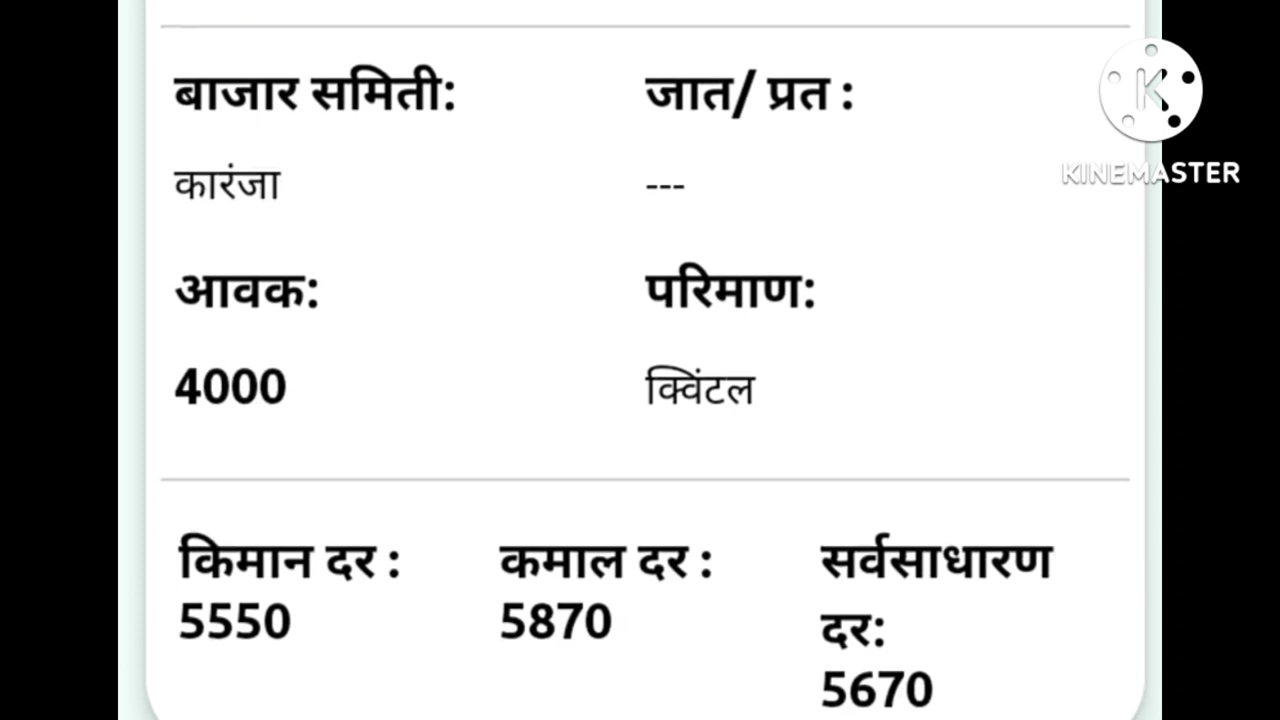 बाजार समिती: जात/ प्रत :
कारंजा ---
आवक: परिमाण:
4000 क्विंटल
किमान दर : कमाल दर : सर्वसाधारण दर:
5550 5870 5670
KINEMASTER